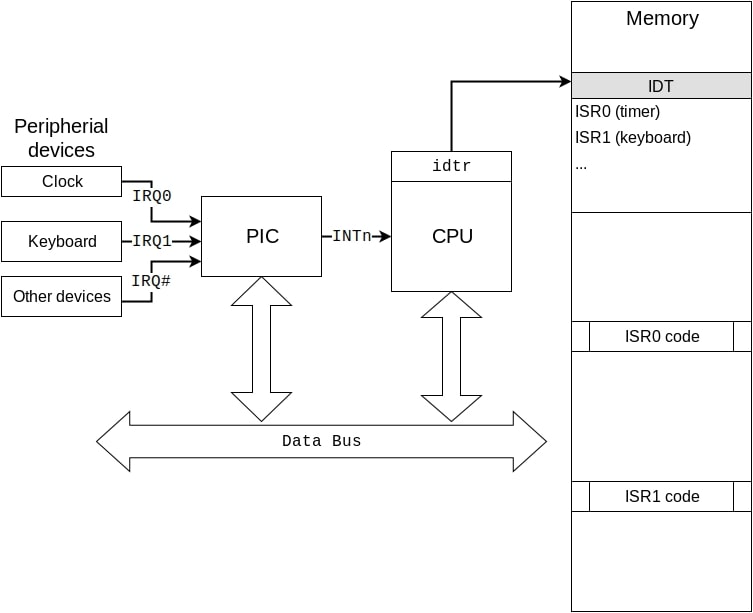 Memory
IDT
ISR0 (timer)
ISR1 (keyboard)
...
Peripherial
devices
Clock
Keyboard
Other devices
IRQ0
IRQ1
IRQ#
PIC
INTn
idtr
CPU
ISR0 code
Data Bus
ISR1 code